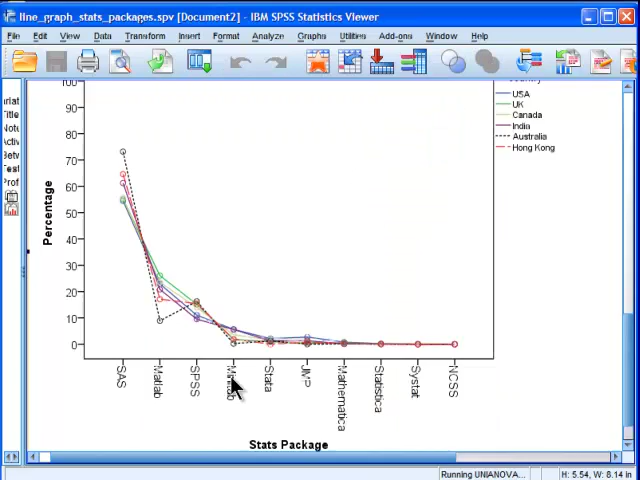 line_graph_stats_packages.spv [Document2] - IBM SPSS Statistics Viewer
File Edit View Data Transform Insert Format Analyze Graphs Utilities Add-ons Window Help
USA
UK
Canada
India
Australia
Hong Kong
100
90
80
70
60
50
40
30
20
10
0
Percentage
SAS Matlab SPSS Minitab Stata JMP Mathematica Statistica Systat NCSS
Stats Package
Running UNIANOVA... H: 5.54, W: 8.14 in